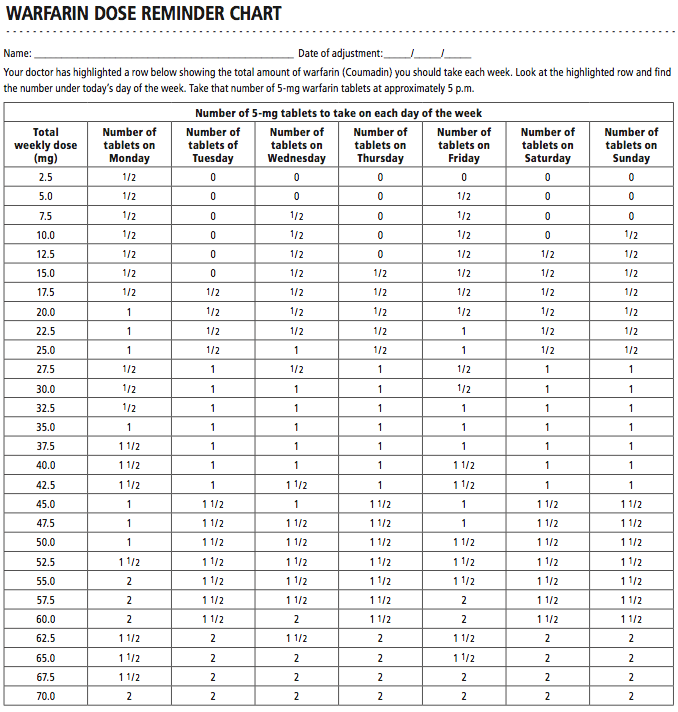 WARFARIN DOSE REMINDER CHART
Name: ______ Date of adjustment:_____/_____/_____
Your doctor has highlighted a row below showing the total amount of warfarin (Coumadin) you should take each week. Look at the highlighted row and find
the number under today's day of the week. Take that number of 5-mg warfarin tablets at approximately 5 p.m.
Number of 5-mg tablets to take on each day of the week
Total weekly dose (mg) Number of tablets on Monday Number of tablets of Tuesday Number of tablets on Wednesday Number of tablets on Thursday Number of tablets on Friday Number of tablets on Saturday Number of tablets on Sunday
2.5 1/2 0 0 0 0 0 0
5.0 1/2 0 0 0 1/2 0 0
7.5 1/2 0 1/2 0 1/2 0 0
10.0 1/2 0 1/2 0 1/2 0 1/2
12.5 1/2 0 1/2 0 1/2 1/2 1/2
15.0 1/2 0 1/2 1/2 1/2 1/2 1/2
17.5 1/2 1/2 1/2 1/2 1/2 1/2 1/2
20.0 1 1/2 1/2 1/2 1/2 1/2 1/2
22.5 1 1/2 1/2 1/2 1 1/2 1/2
25.0 1 1/2 1 1/2 1 1/2 1/2
27.5 1/2 1 1/2 1 1/2 1 1
30.0 1/2 1 1 1 1/2 1 1
32.5 1/2 1 1 1 1 1 1
35.0 1 1 1 1 1 1 1
37.5 1 1/2 1 1 1 1 1 1
40.0 1 1/2 1 1 1 1 1/2 1 1
42.5 1 1/2 1 1 1/2 1 1 1/2 1 1
45.0 1 1 1/2 1 1 1/2 1 1 1/2 1 1/2
47.5 1 1 1/2 1 1/2 1 1/2 1 1 1/2 1 1/2
50.0 1 1 1/2 1 1/2 1 1/2 1 1/2 1 1/2 1 1/2
52.5 1 1/2 1 1/2 1 1/2 1 1/2 1 1/2 1 1/2 1 1/2
55.0 2 1 1/2 1 1/2 1 1/2 1 1/2 1 1/2 1 1/2
57.5 2 1 1/2 1 1/2 1 1/2 2 1 1/2 1 1/2
60.0 2 1 1/2 2 1 1/2 2 1 1/2 1 1/2
62.5 1 1/2 2 1 1/2 2 1 1/2 2 2
65.0 1 1/2 2 2 2 1 1/2 2 2
67.5 1 1/2 2 2 2 2 2 2
70.0 2 2 2 2 2 2 2